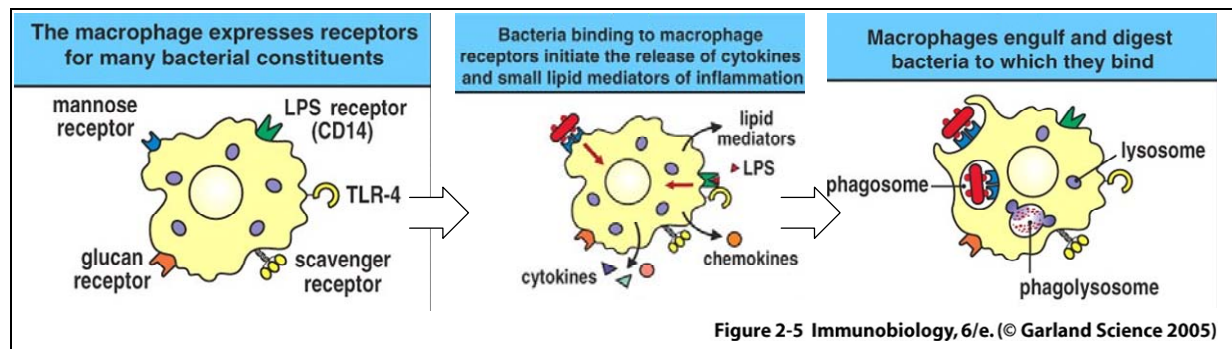 The macrophage expresses receptors
for many bacterial constituents
mannose
receptor
LPS receptor
(CD14)
TLR-4
glucan
receptor
scavenger
receptor
Bacteria binding to macrophage
receptors initiate the release of cytokines
and small lipid mediators of inflammation
lipid
mediators
LPS
chemokines
cytokines
Macrophages engulf and digest
bacteria to which they bind
lysosome
phagosome
phagolysosome
Figure 2-5 Immunobiology, 6/e. (© Garland Science 2005)